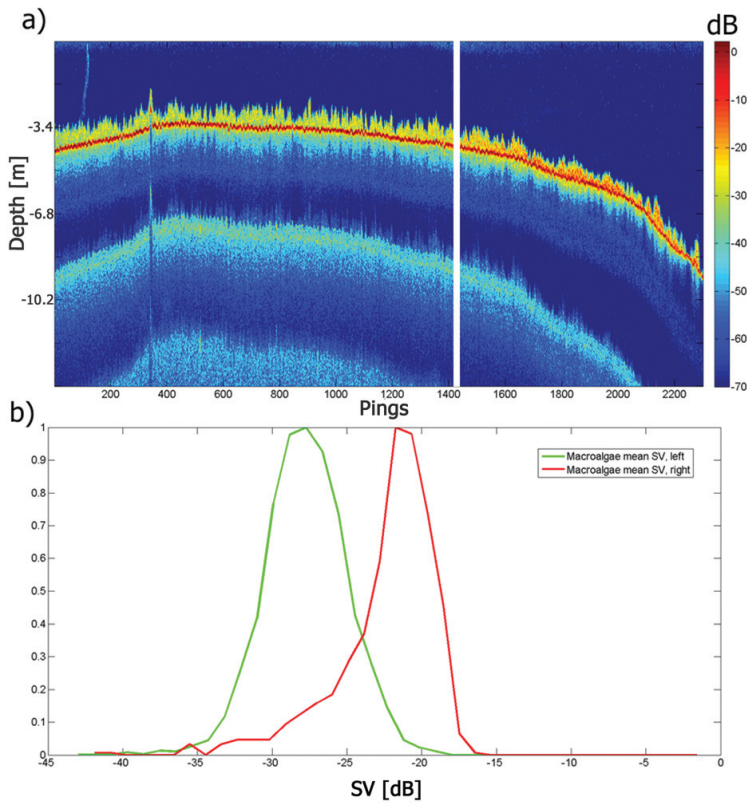 a)
dB
0
-10
-20
-30
-40
-50
-60
-70
Depth [m]
-3.4
-6.8
-10.2
200 400 600 800 1000 1200 1400 1600 1800 2000 2200
Pings
b)
1
0.9
0.8
0.7
0.6
0.5
0.4
0.3
0.2
0.1
0
Macroalgae mean SV, left
Macroalgae mean SV, right
-45 -40 -35 -30 -25 -20 -15 -10 -5 0
SV [dB]